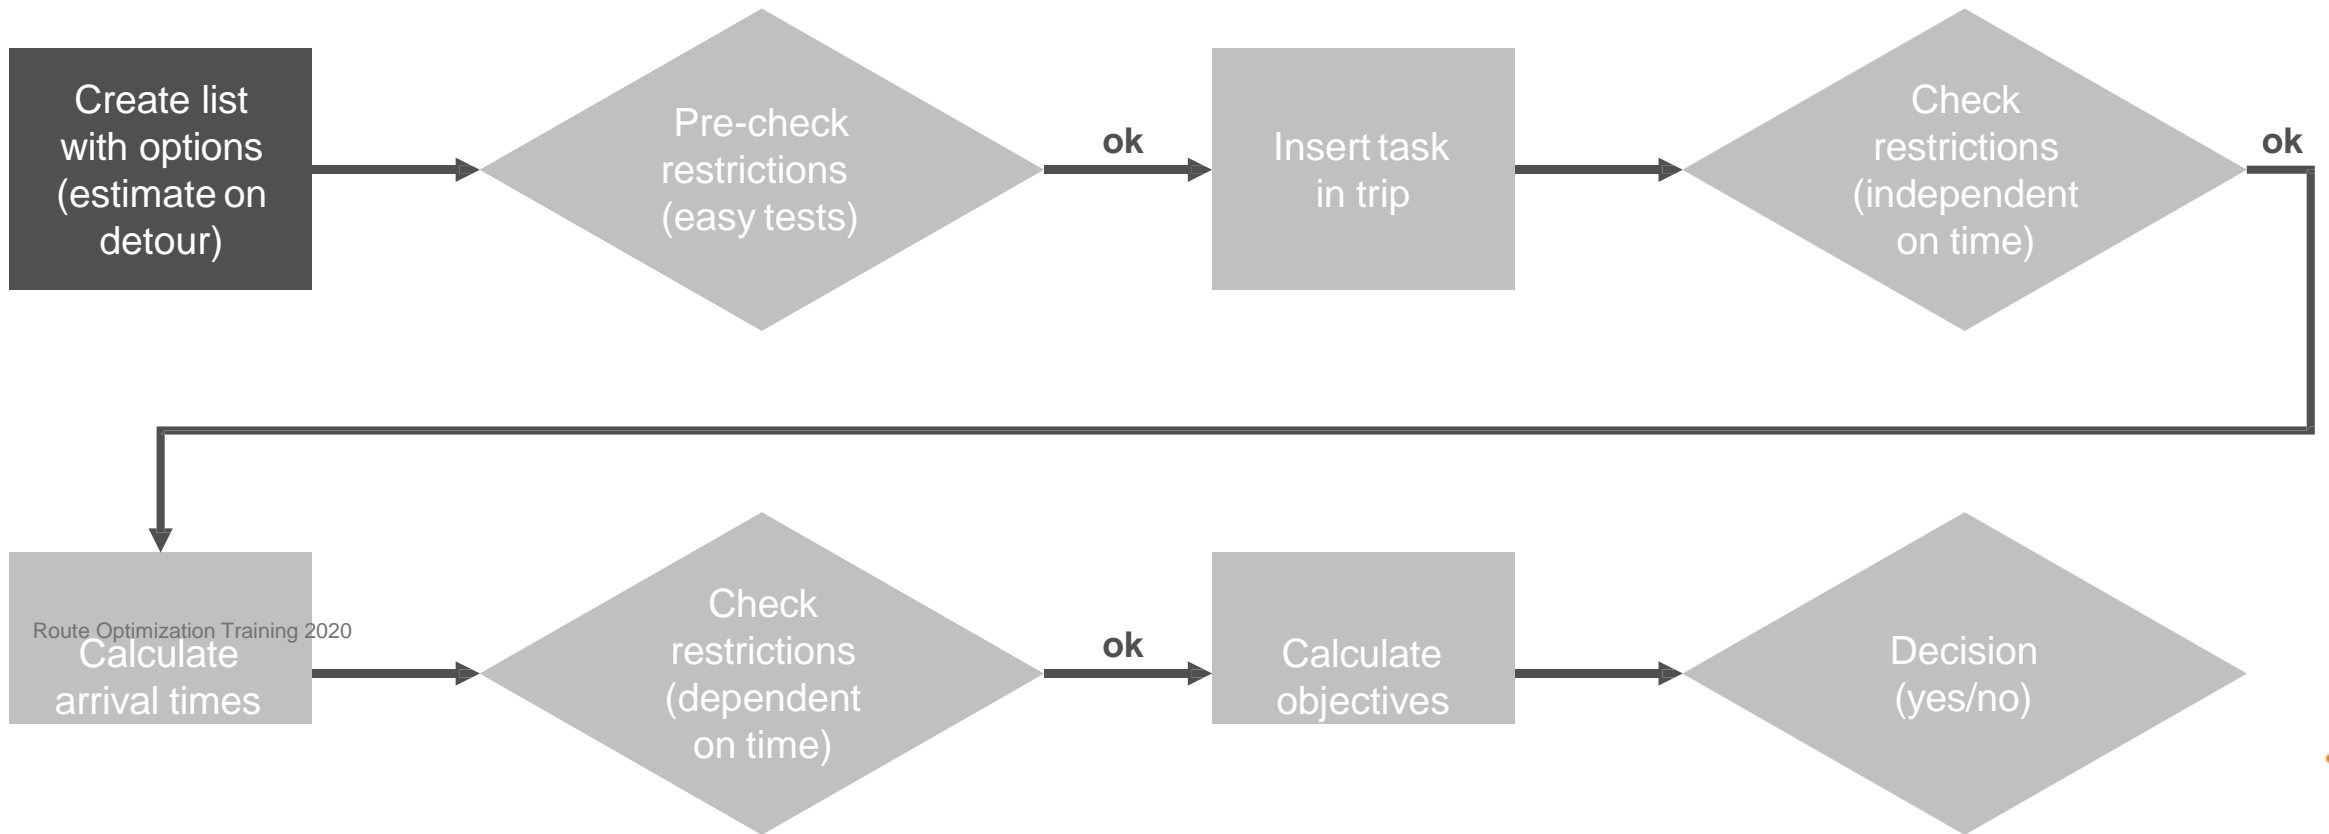 Create list
with options
(estimate on
detour)
Pre-check
restrictions
(easy tests)
ok
Insert task
in trip
Check
restrictions
(independent
on time)
ok
Route Optimization Training 2020
Calculate
arrival times
Check
restrictions
(dependent
on time)
ok
Calculate
objectives
Decision
(yes/no)